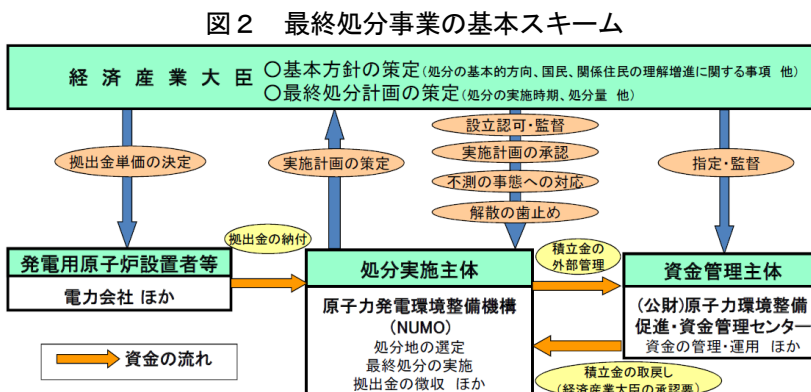 図２　最終処分事業の基本スキーム
経済産業大臣
○基本方針の策定(処分の基本的方向、国民、関係住民の理解増進に関する事項 他)
○最終処分計画の策定(処分の実施時期、処分量 他)
拠出金単価の決定
実施計画の策定
設立認可・監督
実施計画の承認
不測の事態への対応
解散の歯止め
指定・監督
発電用原子炉設置者等
電力会社 ほか
拠出金の納付
処分実施主体
原子力発電環境整備機構
(NUMO)
処分地の選定
最終処分の実施
拠出金の徴収 ほか
積立金の
外部管理
資金管理主体
(公財)原子力環境整備
促進・資金管理センター
資金の管理・運用 ほか
積立金の取戻し
(経済産業大臣の承認要)
資金の流れ